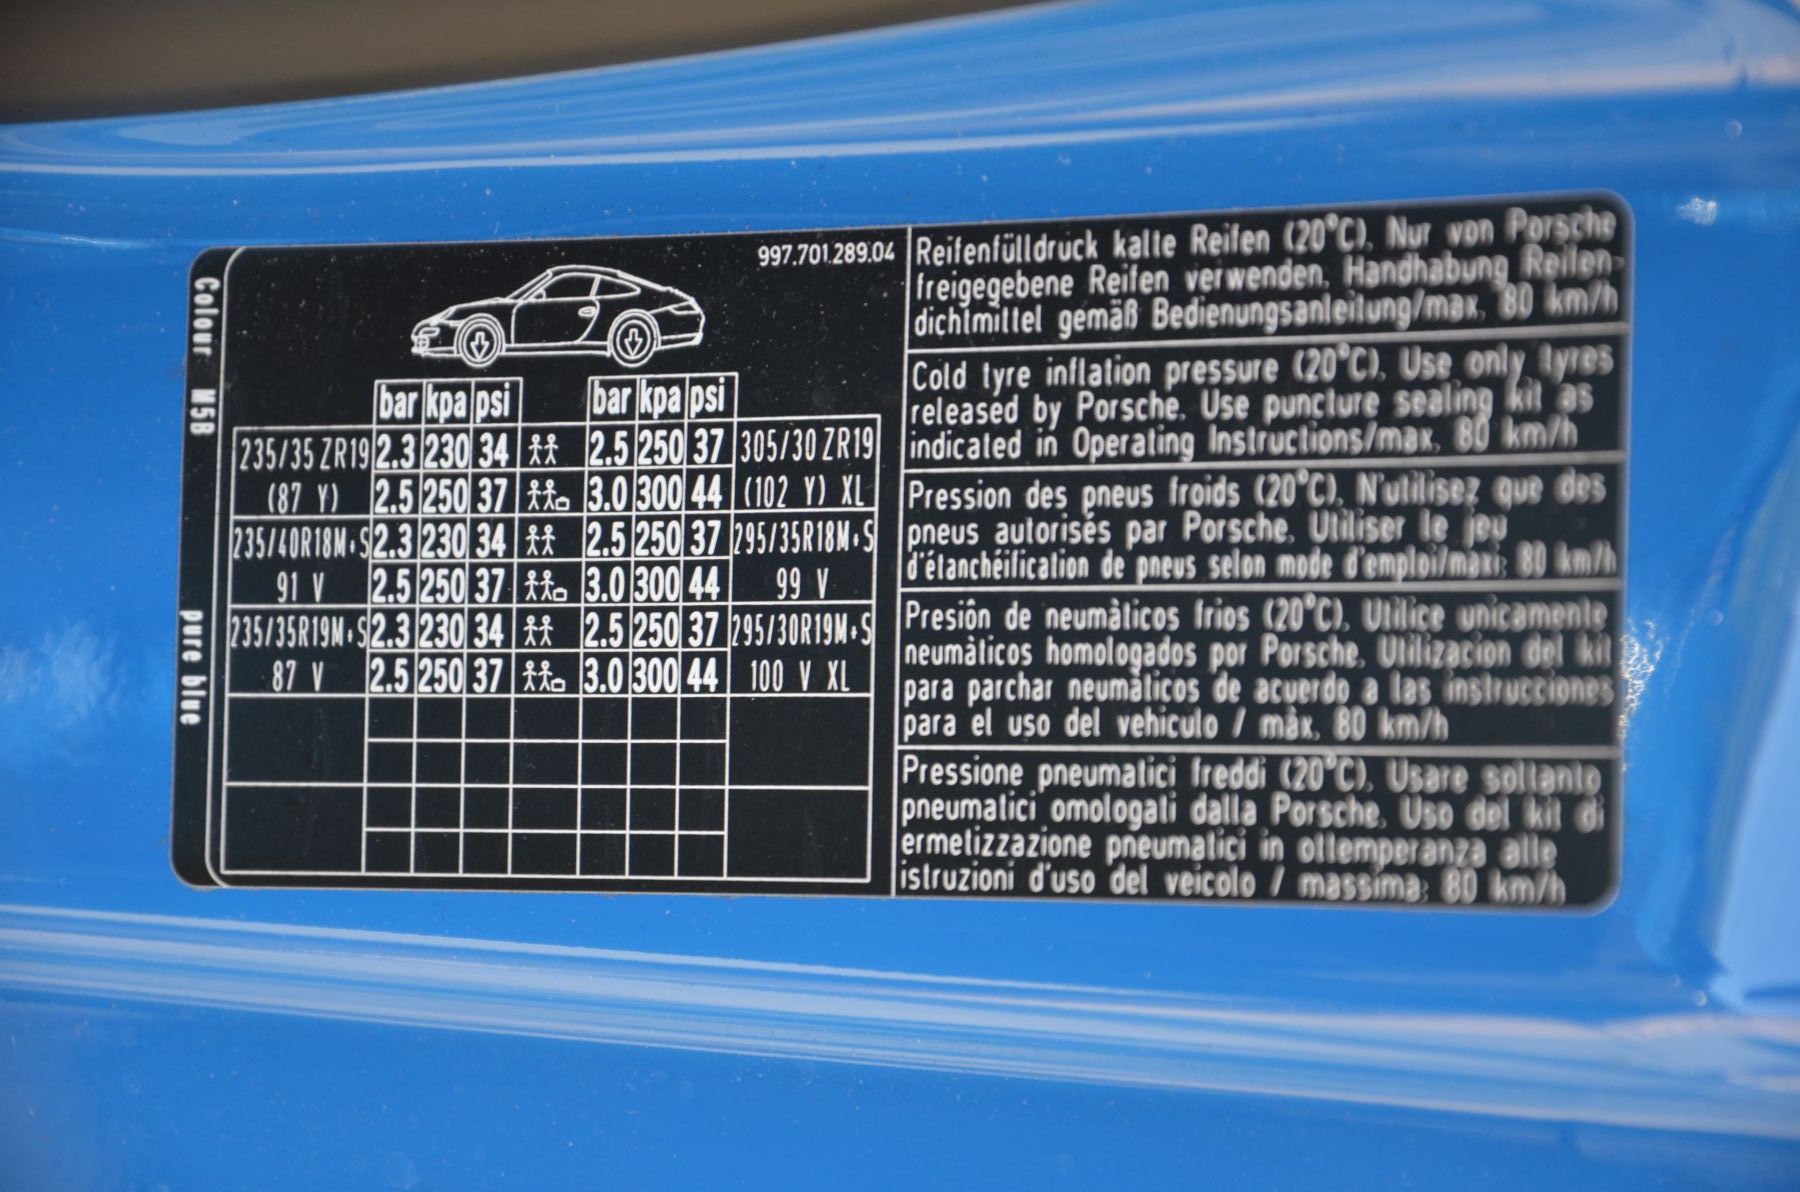 Colour M5B
pure blue
997.701.289.04
bar kpa psi bar kpa psi
235/35 ZR19 2.3 230 34 2.5 250 37 305/30 ZR19
(87 Y) 2.5 250 37 3.0 300 44 (102 Y) XL
235/40R18M+S 2.3 230 34 2.5 250 37 295/35R18M+S
91 V 2.5 250 37 3.0 300 44 99 V
235/35R19M+S 2.3 230 34 2.5 250 37 295/30R19M+S
87 V 2.5 250 37 3.0 300 44 100 V XL
Reifenfülldruck kalte Reifen (20°C). Nur von Porsche
freigegebene Reifen verwenden. Handhabung Reifen-
dichtmittel gemäß Bedienungsanleitung/max. 80 km/h
Cold tyre inflation pressure (20°C). Use only tyres
released by Porsche. Use puncture sealing kit as
indicated in Operating Instructions/max. 80 km/h
Pression des pneus froids (20°C). N'utilisez que des
pneus autorisés par Porsche. Utiliser le jeu
d'étanchéification de pneus selon mode d'emploi/maxi: 80 km/h
Presión de neumàticos frios (20°C). Utilice unicamente
neumàticos homologados por Porsche. Utilizacion del kit
para parchar neumàticos de acuerdo a las instrucciones
para el uso del vehiculo / màx. 80 km/h
Pressione pneumatici freddi (20°C). Usare soltanto
pneumatici omologati dalla Porsche. Uso del kit di
ermetizzazione pneumatici in ottemperanza alle
istruzioni d'uso del veicolo / massima: 80 km/h